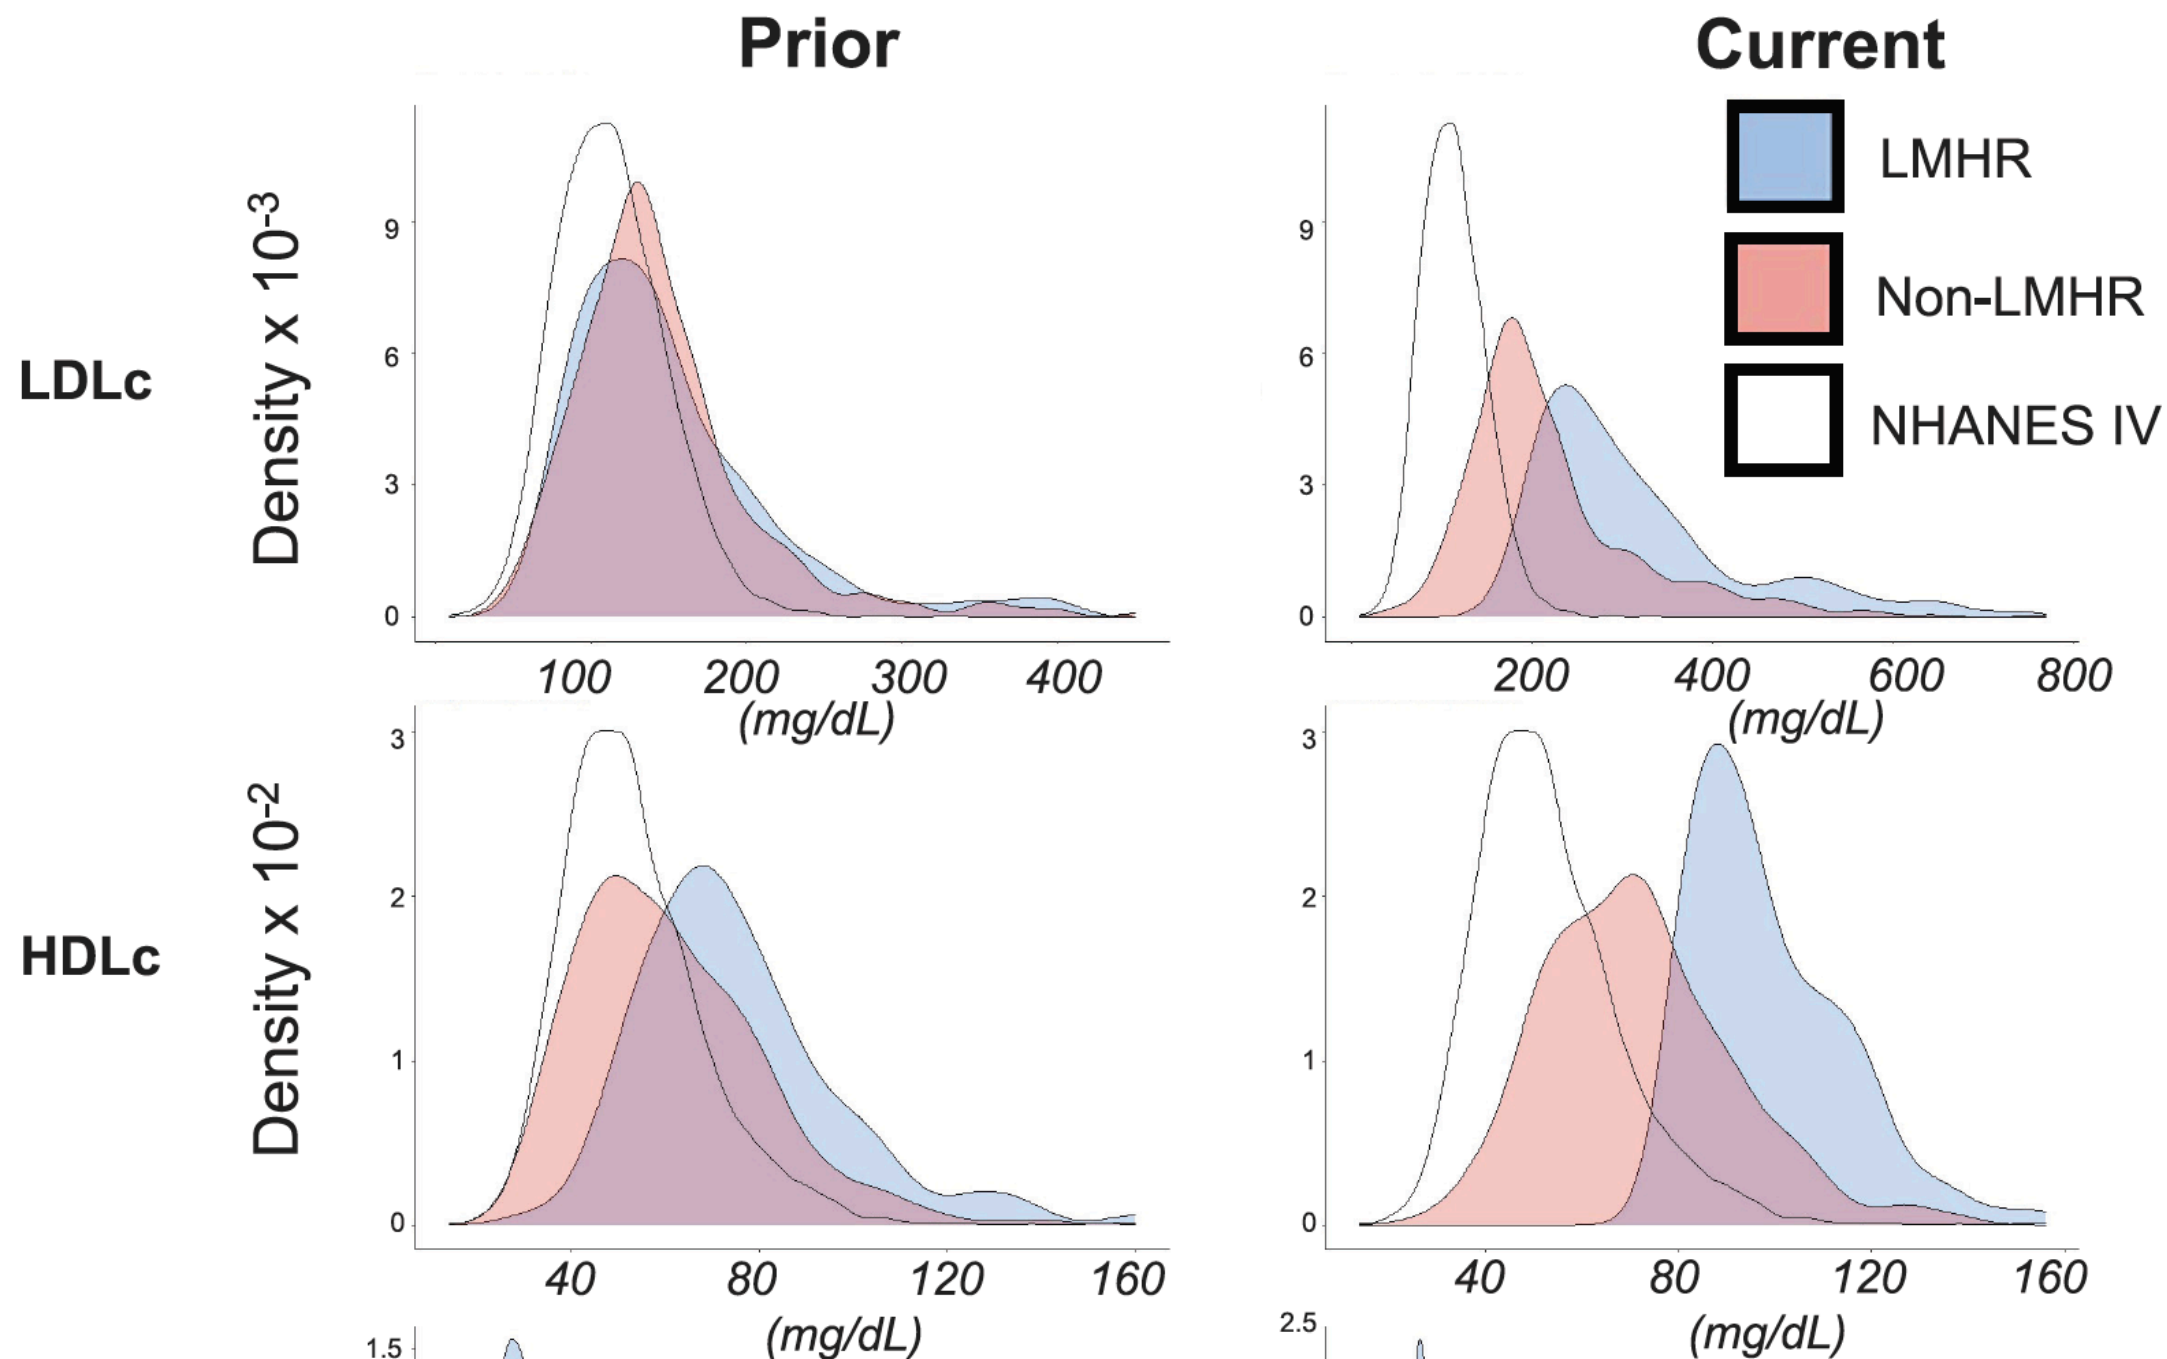 Prior
Current
LMHR
Non-LMHR
NHANES IV
LDLc
Density x 10-3
9
6
3
0
100 200 300 400
(mg/dL)
9
6
3
0
200 400 600 800
(mg/dL)
HDLc
Density x 10-2
3
2
1
0
40 80 120 160
(mg/dL)
3
2
1
0
40 80 120 160
(mg/dL)
1.5
2.5